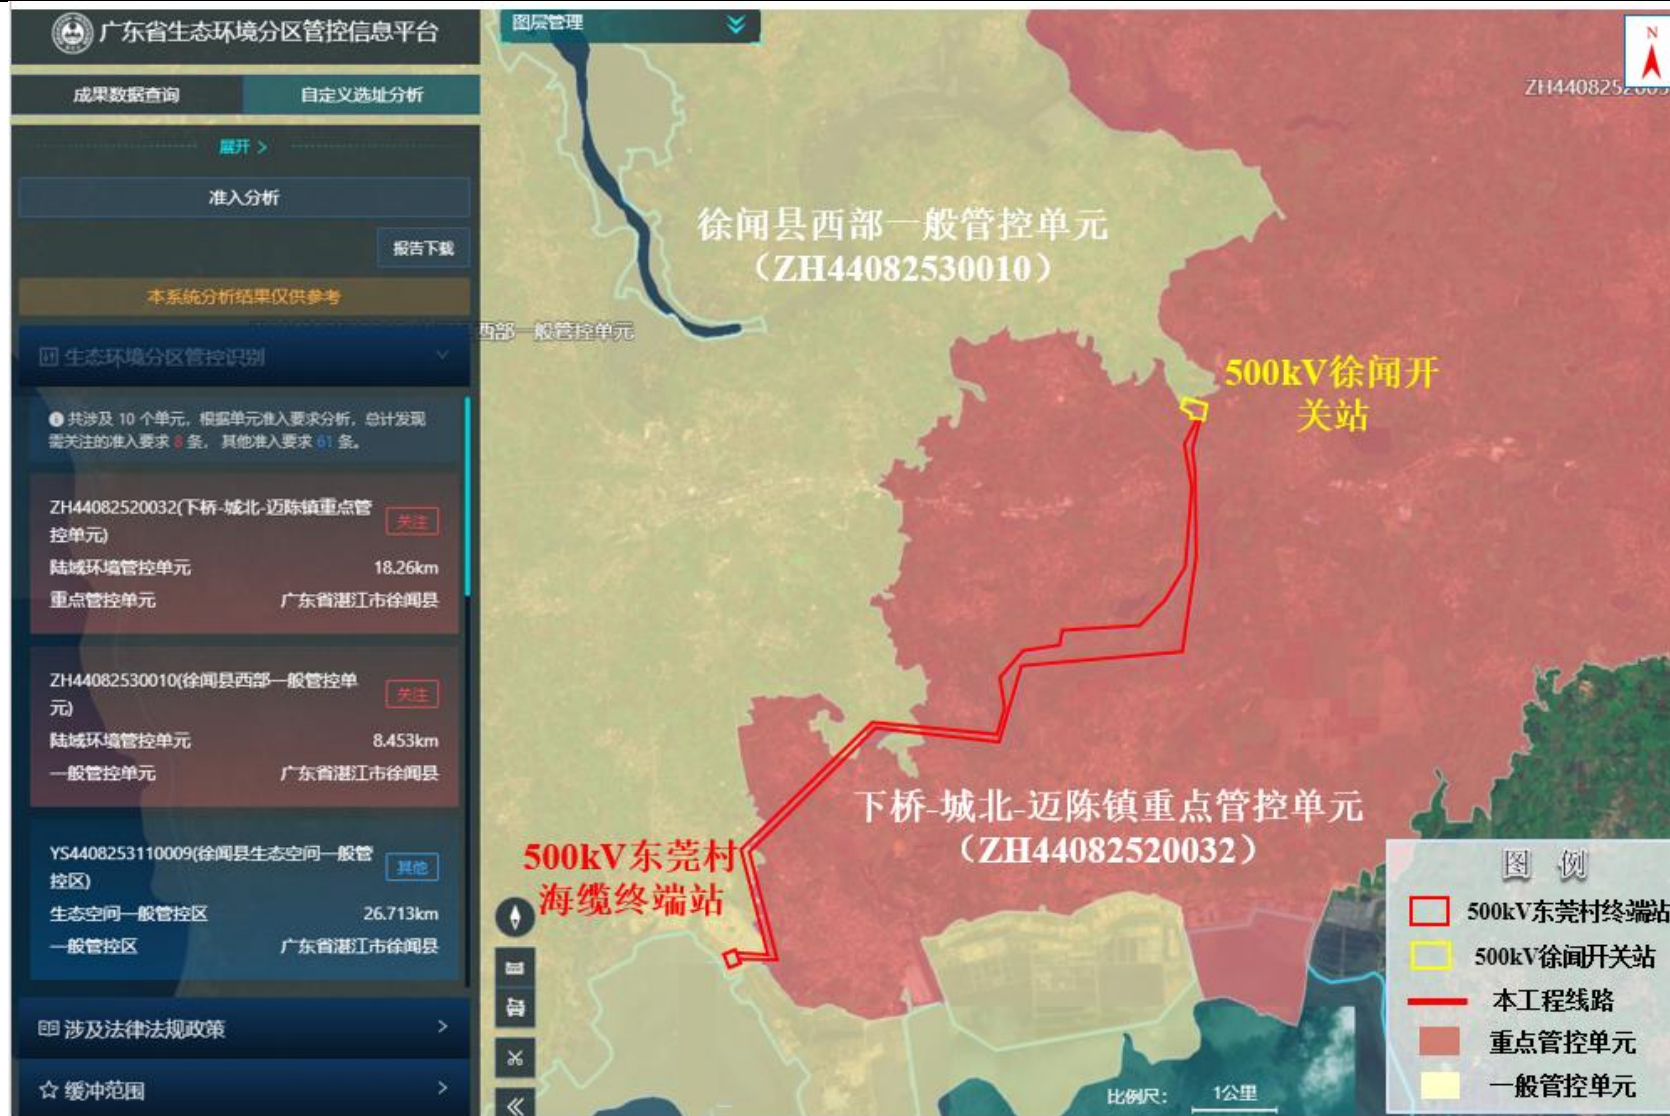 广东省生态环境分区管控信息平台
成果数据查询
自定义选址分析
展开 >
准入分析
报告下载
本系统分析结果仅供参考
生态环境分区管控识别
共涉及 10 个单元，根据单元准入要求分析，总计发现
需关注的准入要求 8 条， 其他准入要求 61 条。
ZH44082520032(下桥-城北-迈陈镇重点管
控单元)
关注
陆域环境管控单元
18.26km
重点管控单元
广东省湛江市徐闻县
ZH44082530010(徐闻县西部一般管控单
元)
关注
陆域环境管控单元
8.453km
一般管控单元
广东省湛江市徐闻县
YS4408253110009(徐闻县生态空间一般管
控区)
其他
生态空间一般管控区
26.713km
一般管控区
广东省湛江市徐闻县
涉及法律法规政策
缓冲范围
图层管理
N
徐闻县西部一般管控单元
（ZH44082530010）
西部一般管控单元
500kV徐闻开
关站
下桥-城北-迈陈镇重点管控单元
（ZH44082520032）
500kV东莞村
海缆终端站
图 例
500kV东莞村终端站
500kV徐闻开关站
本工程线路
重点管控单元
一般管控单元
比例尺：
1公里